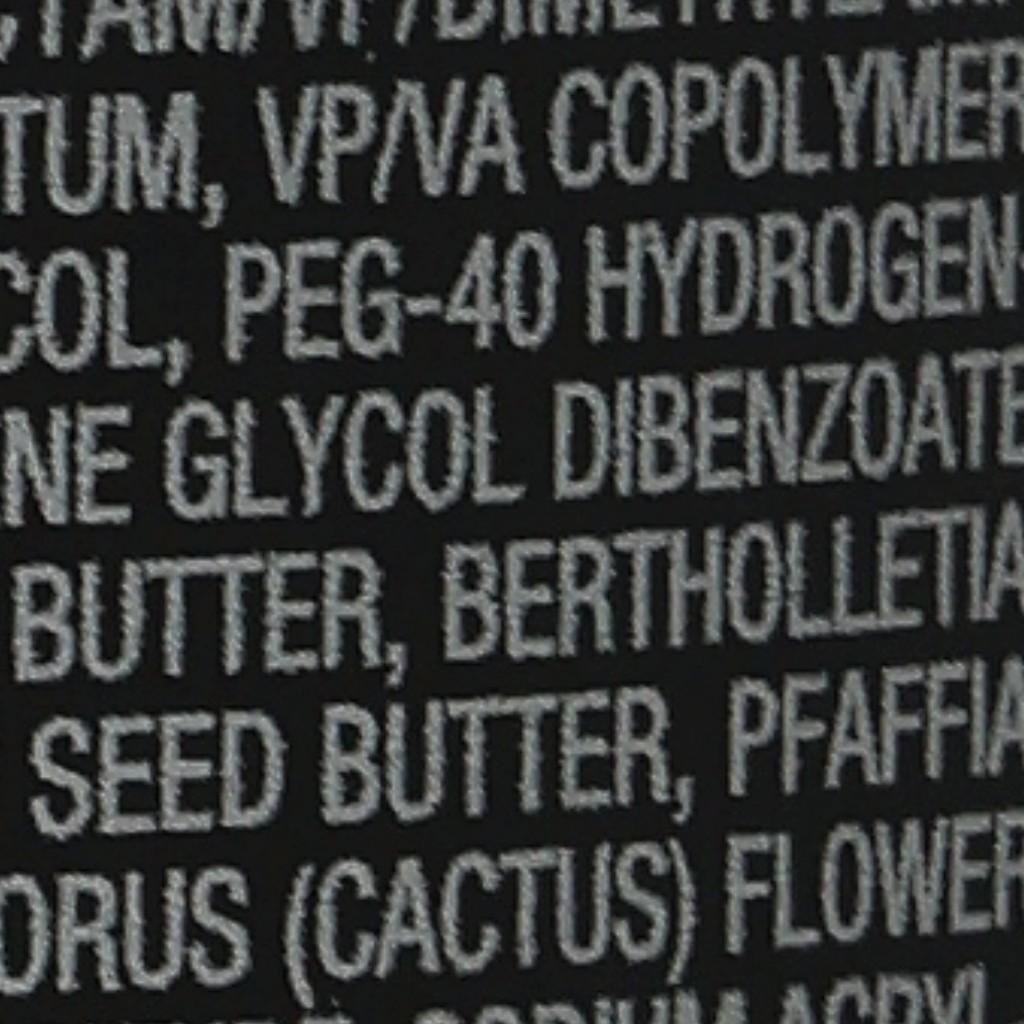 TUM, VP/VA COPOLYMER
COL, PEG-40 HYDROGEN-
NE GLYCOL DIBENZOATE
BUTTER, BERTHOLLETIA
SEED BUTTER, PFAFFIA
ORUS (CACTUS) FLOWER